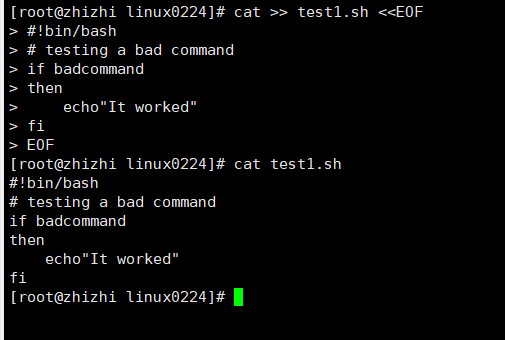 [root@zhizhi linux0224]# cat >> test1.sh <<EOF
> #!bin/bash
> # testing a bad command
> if badcommand
> then
>     echo"It worked"
> fi
> EOF
[root@zhizhi linux0224]# cat test1.sh
#!bin/bash
# testing a bad command
if badcommand
then
    echo"It worked"
fi
[root@zhizhi linux0224]#